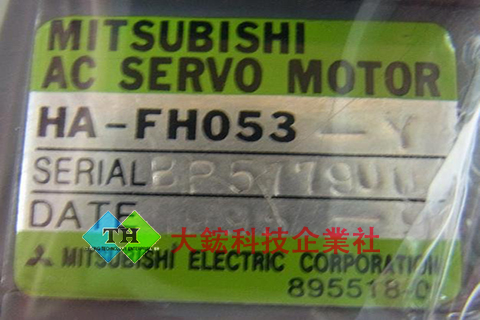 MITSUBISHI
AC SERVO MOTOR
HA-FH053-Y
SERIAL
DATE
TH
大鋐科技企業社
MITSUBISHI ELECTRIC CORPORATION
895518-0